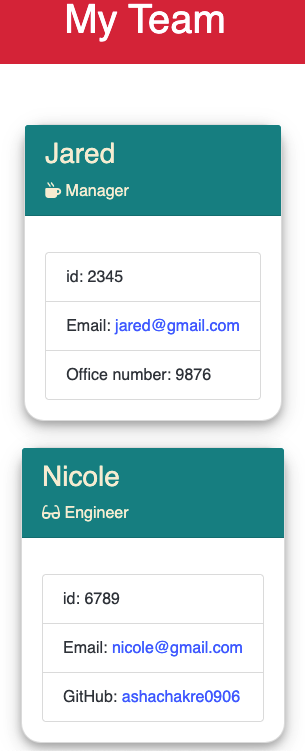 My Team
Jared
Manager
id: 2345
Email: jared@gmail.com
Office number: 9876
Nicole
Engineer
id: 6789
Email: nicole@gmail.com
GitHub: ashachakre0906